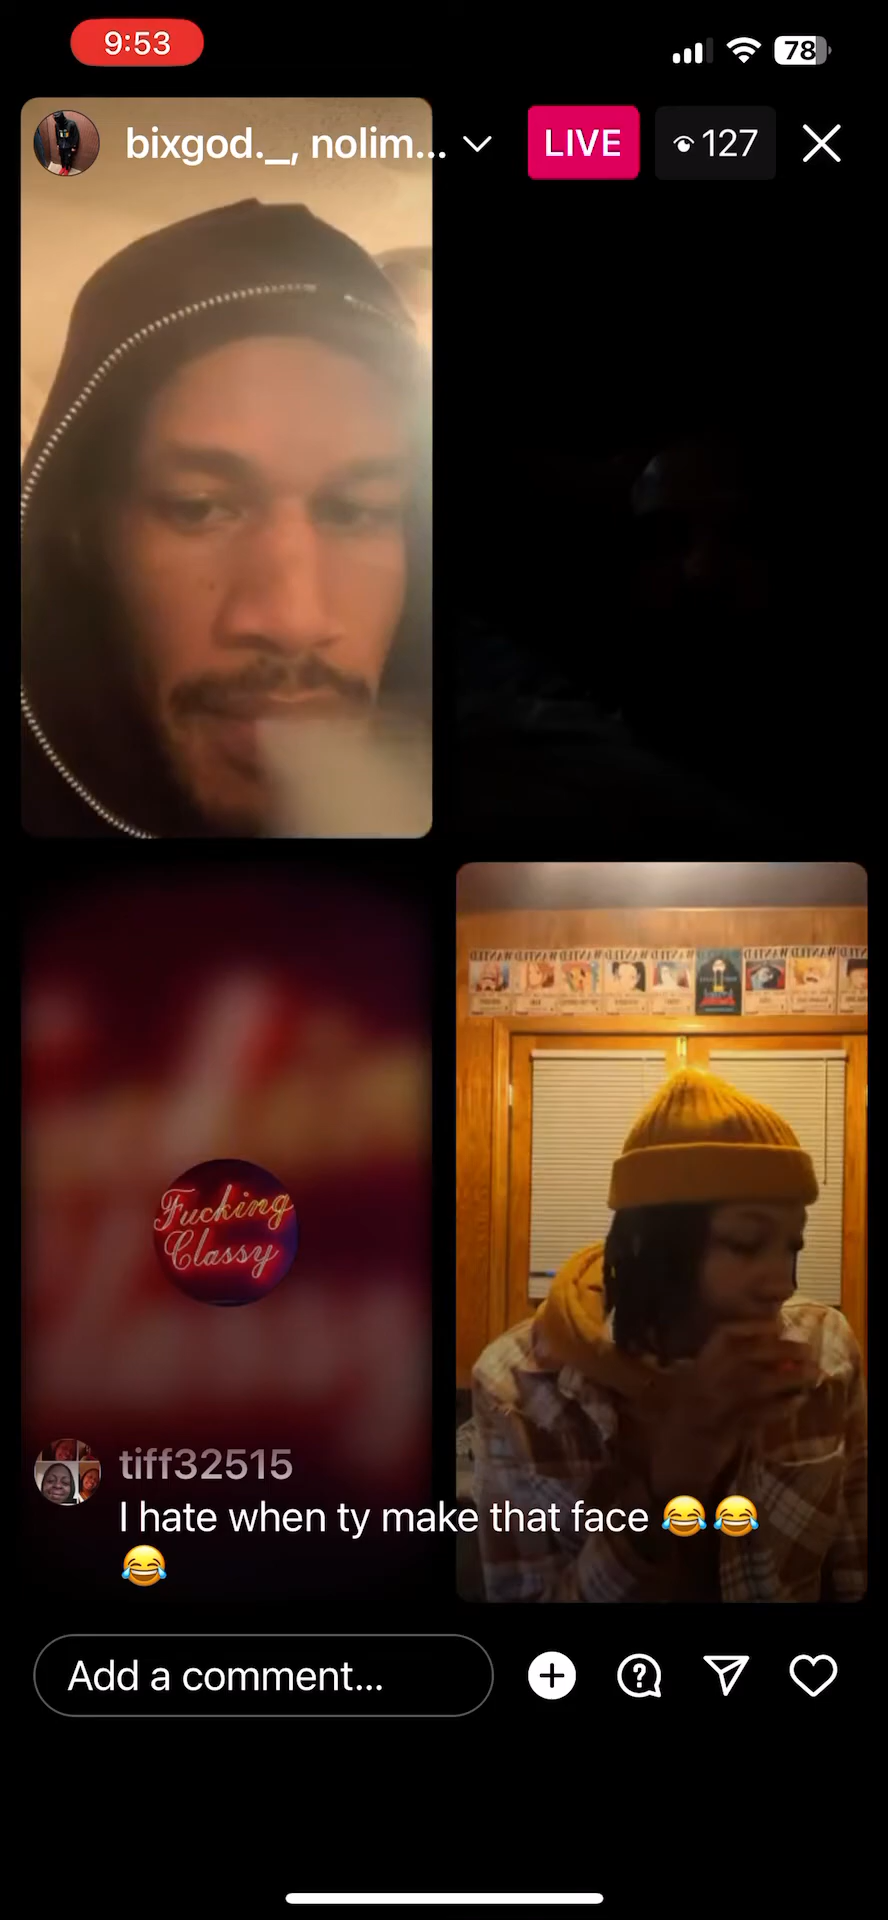 9:53
78
bixgod._, nolim...
LIVE
127
Fucking
Classy
tiff32515
I hate when ty make that face 😂😂
😂
Add a comment...